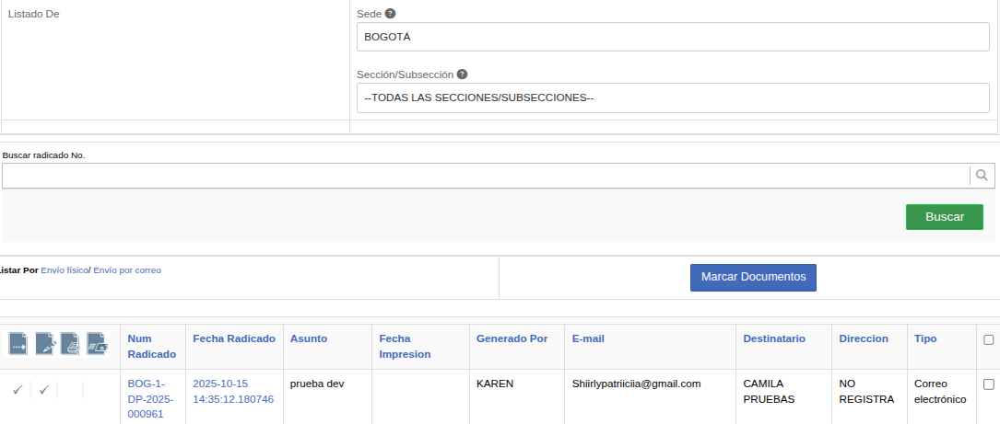 Listado De
Sede
BOGOTÁ
Sección/Subsección
--TODAS LAS SECCIONES/SUBSECCIONES--
Buscar radicado No.
Buscar
Listar Por Envío físico/ Envío por correo
Marcar Documentos
Num Radicado
Fecha Radicado
Asunto
Fecha Impresion
Generado Por
E-mail
Destinatario
Direccion
Tipo
BOG-1-
DP-2025-
000961
2025-10-15
14:35:12.180746
prueba dev
KAREN
Shiirlypatriiciia@gmail.com
CAMILA
PRUEBAS
NO
REGISTRA
Correo
electrónico